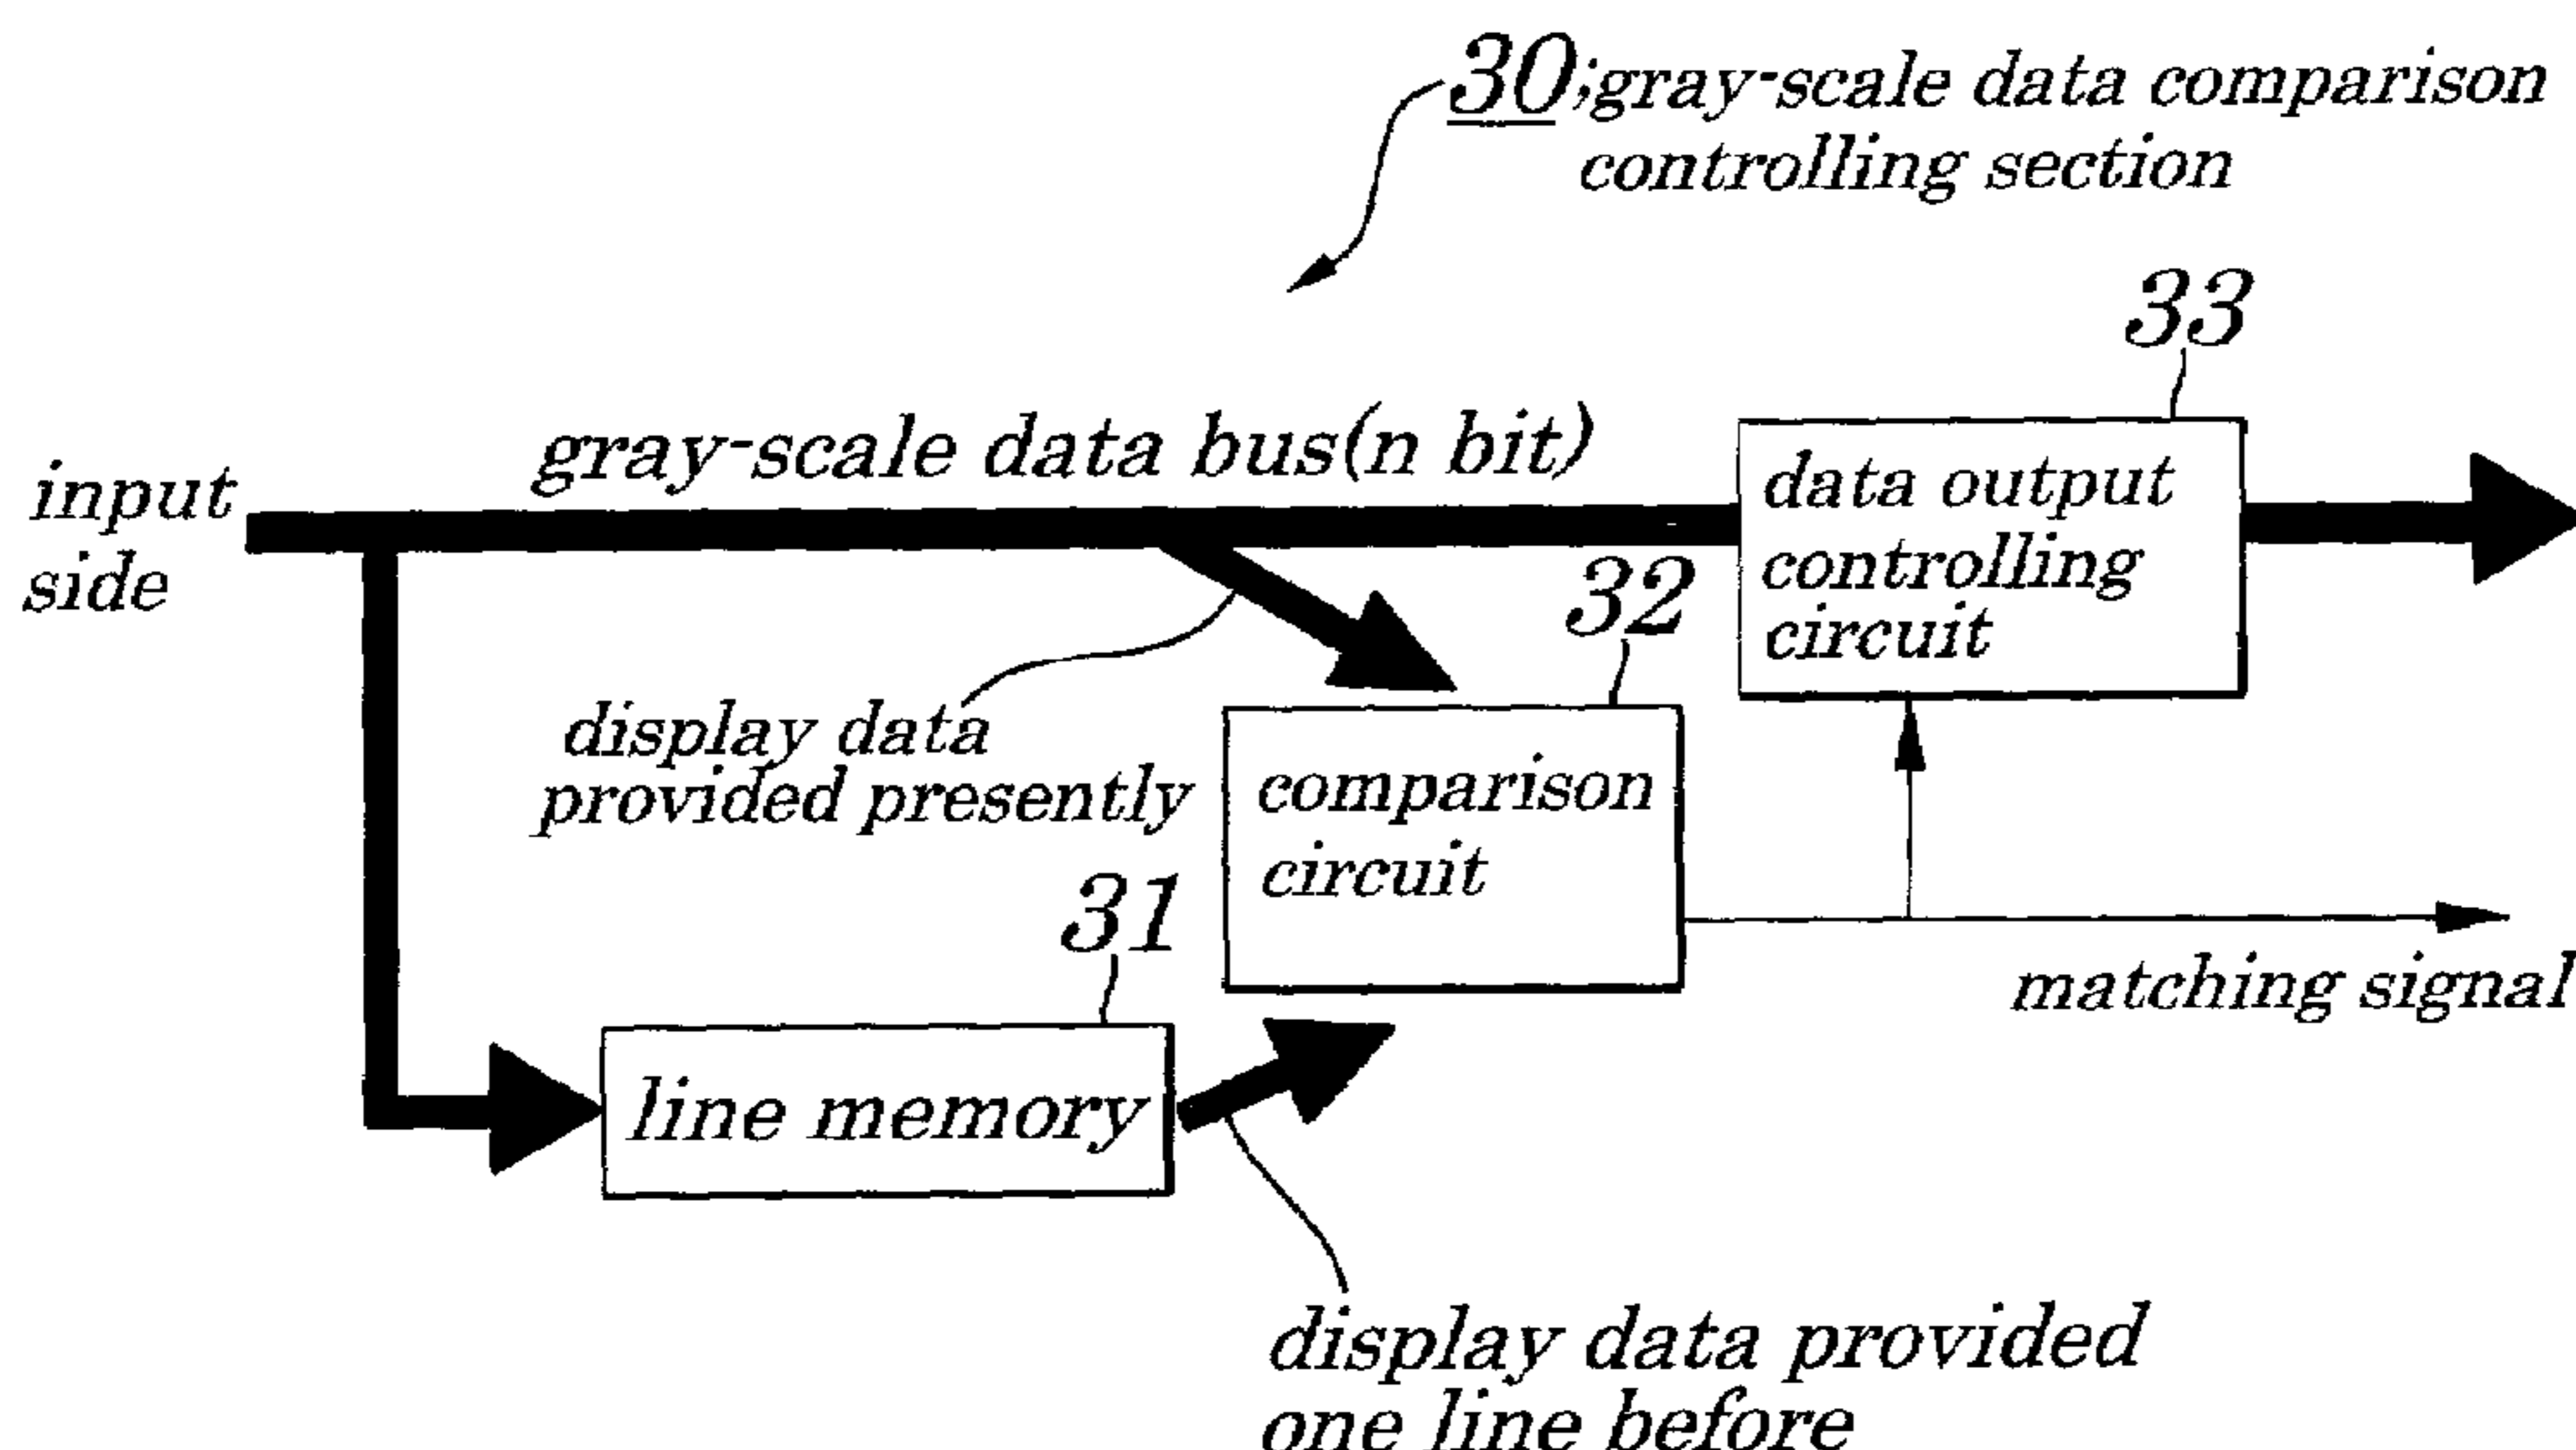 30;gray-scale data comparison
controlling section
33
gray-scale data bus(n bit)
input
side
data output
controlling
circuit
32
display data
provided presently
comparison
circuit
31
matching signal
line memory
display data provided
one line before